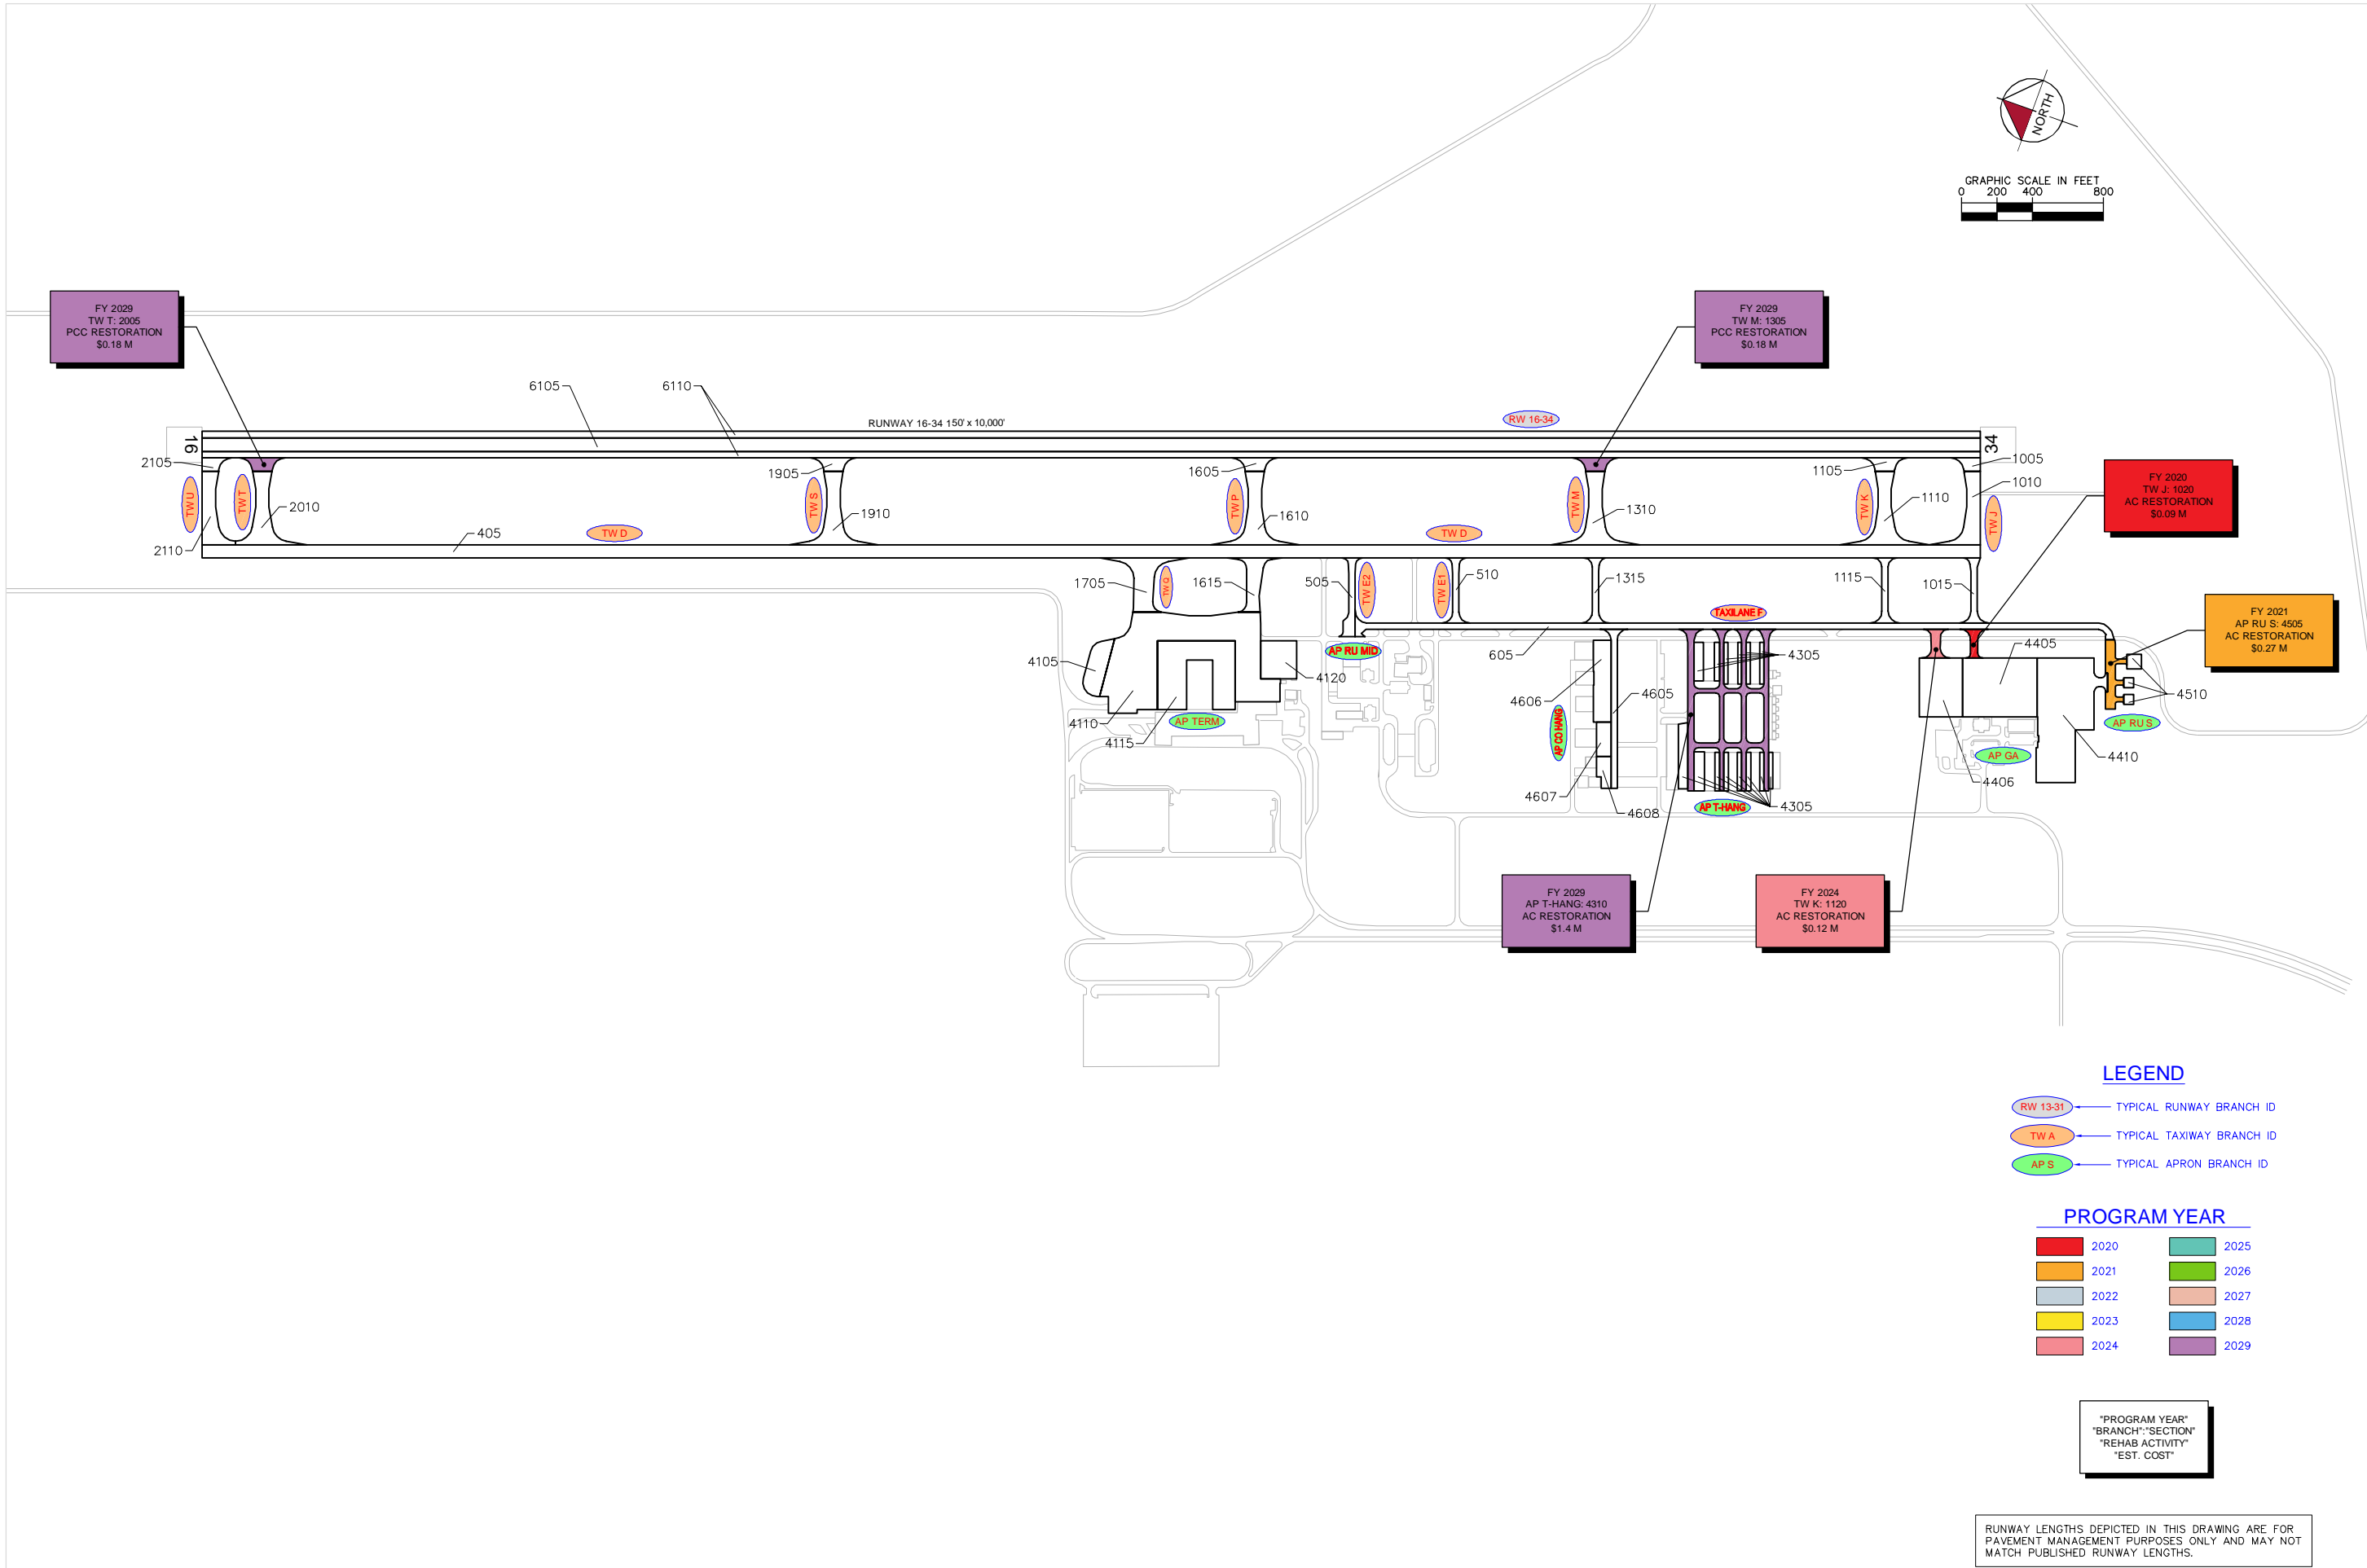 NORTH
GRAPHIC SCALE IN FEET
0 200 400 800
FY 2029
TW T: 2005
PCC RESTORATION
$0.18 M
FY 2029
TW M: 1305
PCC RESTORATION
$0.18 M
6105
6110
RUNWAY 16-34 150' x 10,000'
RW 16-34
16
34
2105
1905
1605
1105
1005
FY 2020
TW J: 1020
AC RESTORATION
$0.09 M
TW U
TW T
TW S
TW P
TW M
TW K
TW J
2010
1910
1610
1310
1110
1010
2110
405
TW D
TW D
1705
TW Q
1615
505
TW E2
TW E1
510
1315
1115
1015
TAXILANE F
FY 2021
AP RU S: 4505
AC RESTORATION
$0.27 M
4105
AP RU MID
605
4305
4405
4120
4606
4605
4510
4110
AP TERM
4115
AP CO HANG
AP RU S
AP GA
4410
4406
4607
4608
AP T-HANG
4305
FY 2029
AP T-HANG: 4310
AC RESTORATION
$1.4 M
FY 2024
TW K: 1120
AC RESTORATION
$0.12 M
LEGEND
RW 13-31 TYPICAL RUNWAY BRANCH ID
TW A TYPICAL TAXIWAY BRANCH ID
AP S TYPICAL APRON BRANCH ID
PROGRAM YEAR
2020 2025
2021 2026
2022 2027
2023 2028
2024 2029
"PROGRAM YEAR"
"BRANCH":"SECTION"
"REHAB ACTIVITY"
"EST. COST"
RUNWAY LENGTHS DEPICTED IN THIS DRAWING ARE FOR
PAVEMENT MANAGEMENT PURPOSES ONLY AND MAY NOT
MATCH PUBLISHED RUNWAY LENGTHS.